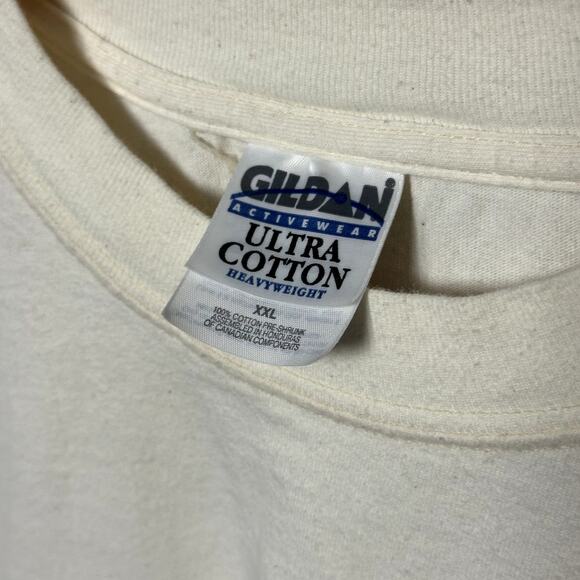 GILDAN
ACTIVEWEAR
ULTRA
COTTON
HEAVYWEIGHT
XXL
100% COTTON PRE-SHRUNK
ASSEMBLED IN HONDURAS
OF CANADIAN COMPONENTS